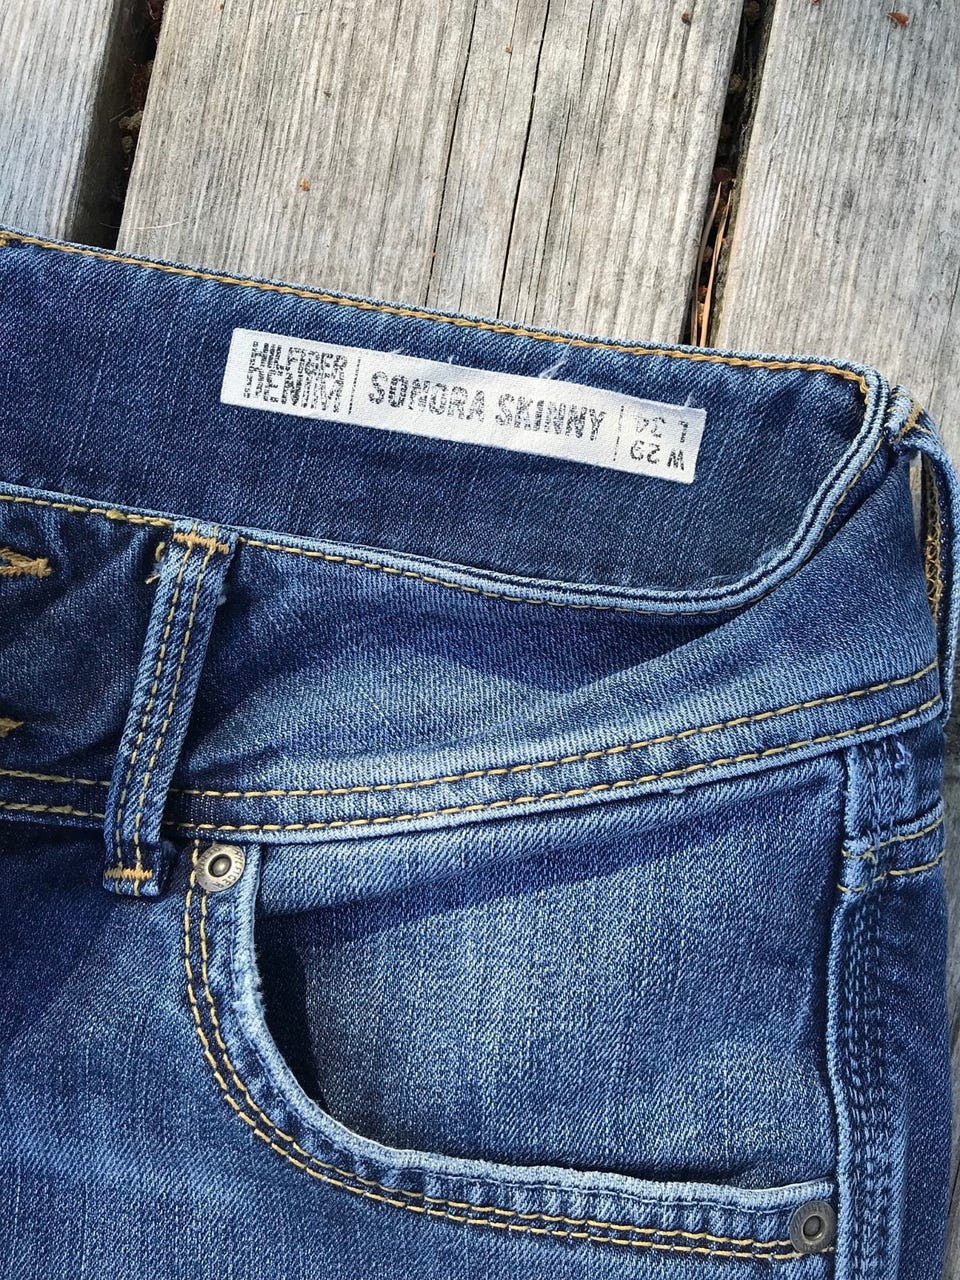 HILFIGER
DENIM
SONORA SKINNY
W 29
L 34